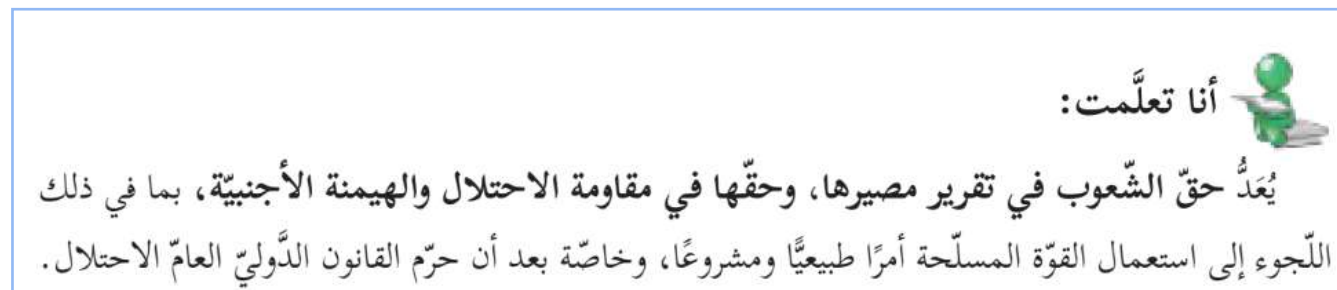 أنا تعلَّمت:
يُعَدُّ حقّ الشّعوب في تقرير مصيرها، وحقّها في مقاومة الاحتلال والهيمنة الأجنبيّة، بما في ذلك
اللّجوء إلى استعمال القوّة المسلّحة أمرًا طبيعيًّا ومشروعًا، وخاصّة بعد أن حرّم القانون الدَّوليّ العامّ الاحتلال.